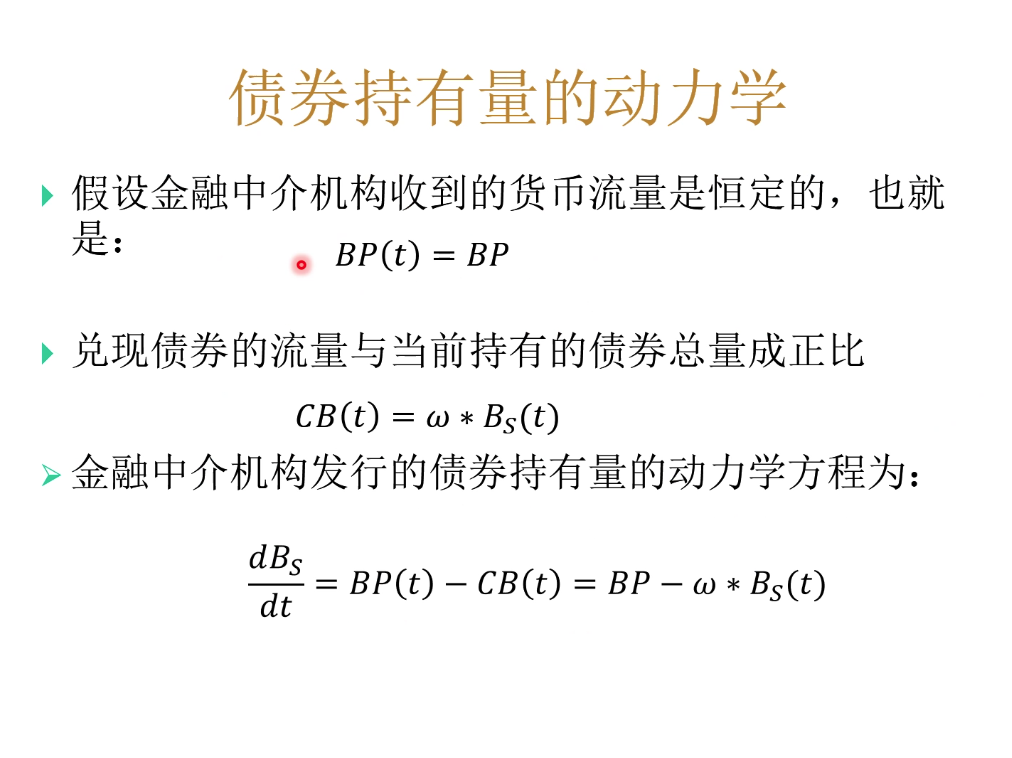 债券持有量的动力学
假设金融中介机构收到的货币流量是恒定的，也就
是：
BP(t) = BP
兑现债券的流量与当前持有的债券总量成正比
CB(t) = ω ∗ B_S(t)
金融中介机构发行的债券持有量的动力学方程为：
dB_S/dt = BP(t) − CB(t) = BP − ω ∗ B_S(t)